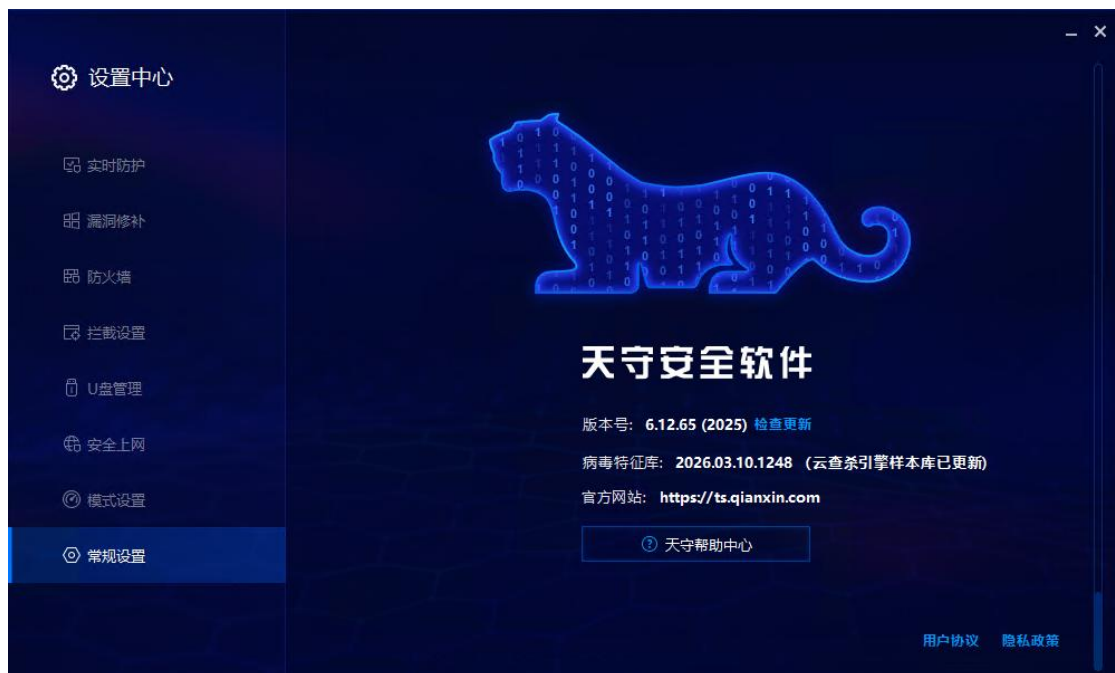 设置中心
实时防护
漏洞修补
防火墙
拦截设置
U盘管理
安全上网
模式设置
常规设置
天守安全软件
版本号: 6.12.65 (2025) 检查更新
病毒特征库: 2026.03.10.1248 （云查杀引擎样本库已更新)
官方网站: https://ts.qianxin.com
天守帮助中心
用户协议 隐私政策